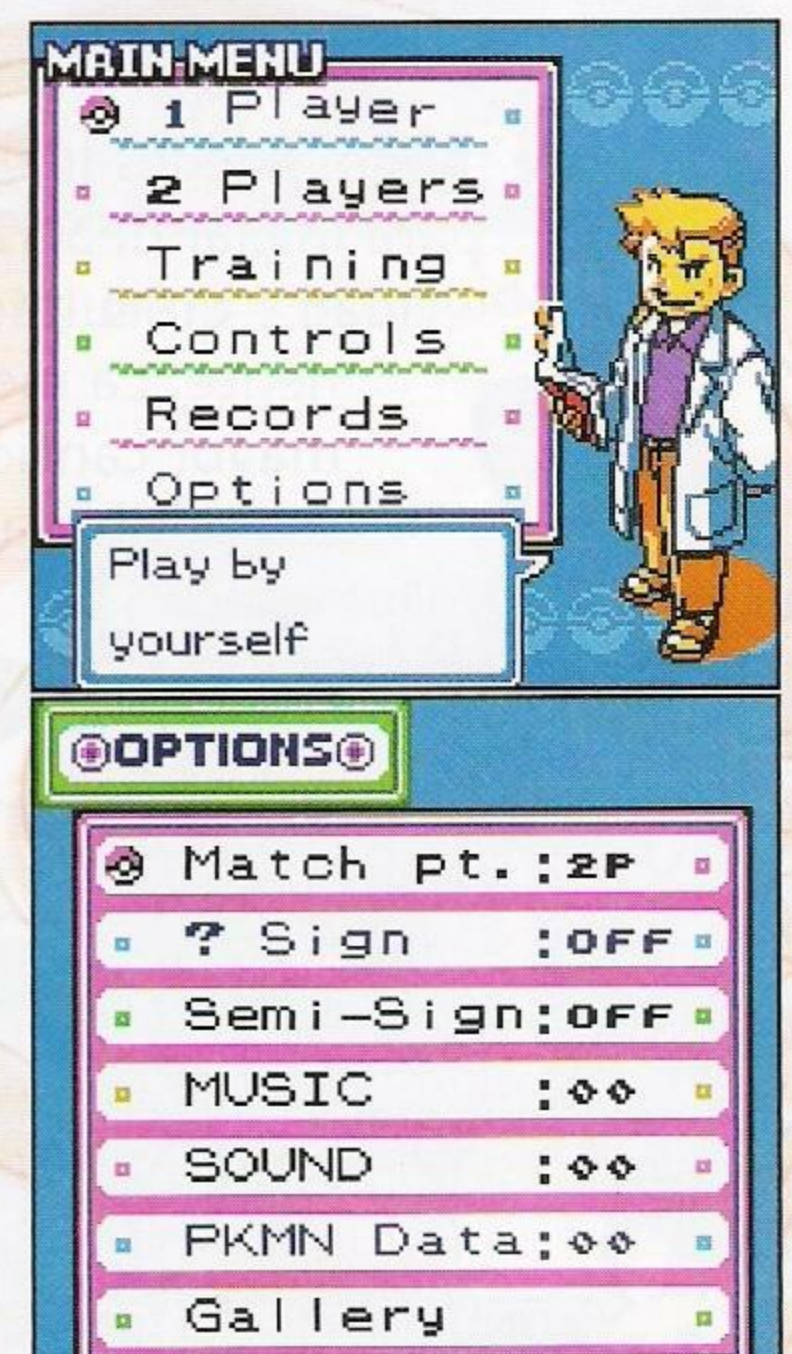 MAIN MENU
1 Player
2 Players
Training
Controls
Records
Options
Play by
yourself
OPTIONS
Match pt.:2P
? Sign :OFF
Semi-Sign:OFF
MUSIC :00
SOUND :00
PKMN Data:00
Gallery